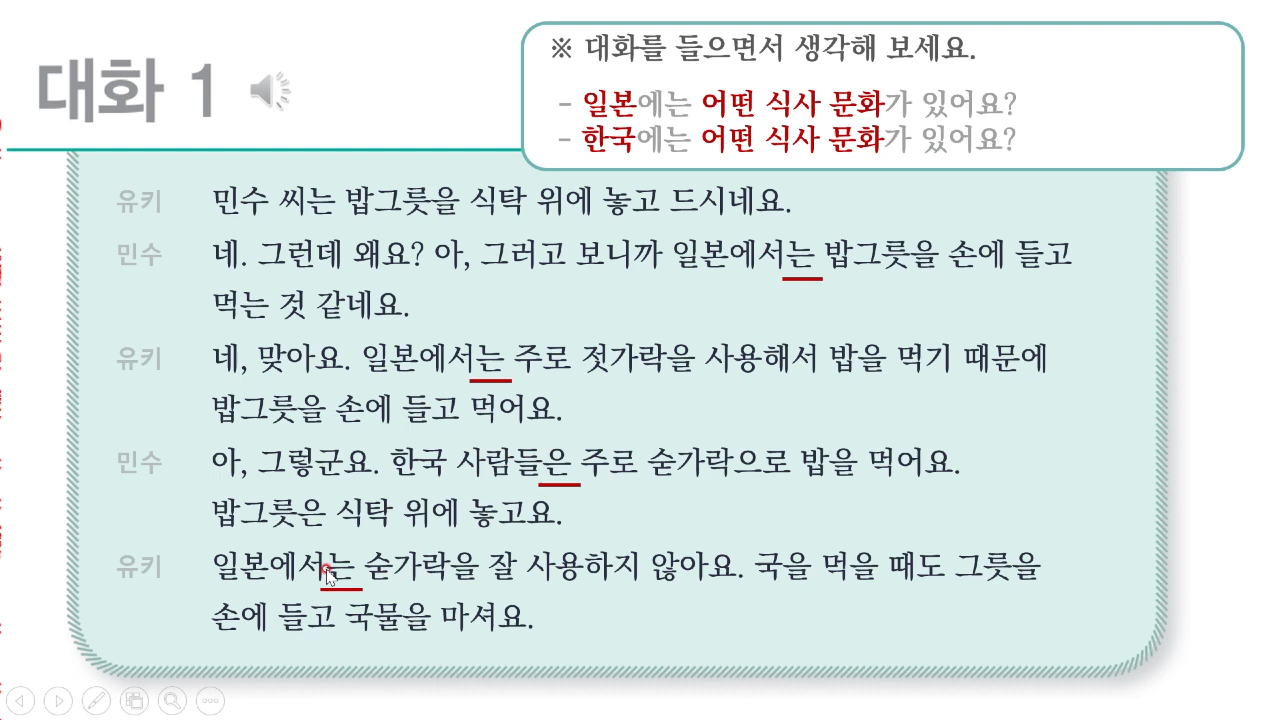 대화 1
※ 대화를 들으면서 생각해 보세요.
- 일본에는 어떤 식사 문화가 있어요?
- 한국에는 어떤 식사 문화가 있어요?
유키 민수 씨는 밥그릇을 식탁 위에 놓고 드시네요.
민수 네. 그런데 왜요? 아, 그러고 보니까 일본에서는 밥그릇을 손에 들고
먹는 것 같네요.
유키 네, 맞아요. 일본에서는 주로 젓가락을 사용해서 밥을 먹기 때문에
밥그릇을 손에 들고 먹어요.
민수 아, 그렇군요. 한국 사람들은 주로 숟가락으로 밥을 먹어요.
밥그릇은 식탁 위에 놓고요.
유키 일본에서는 숟가락을 잘 사용하지 않아요. 국을 먹을 때도 그릇을
손에 들고 국물을 마셔요.